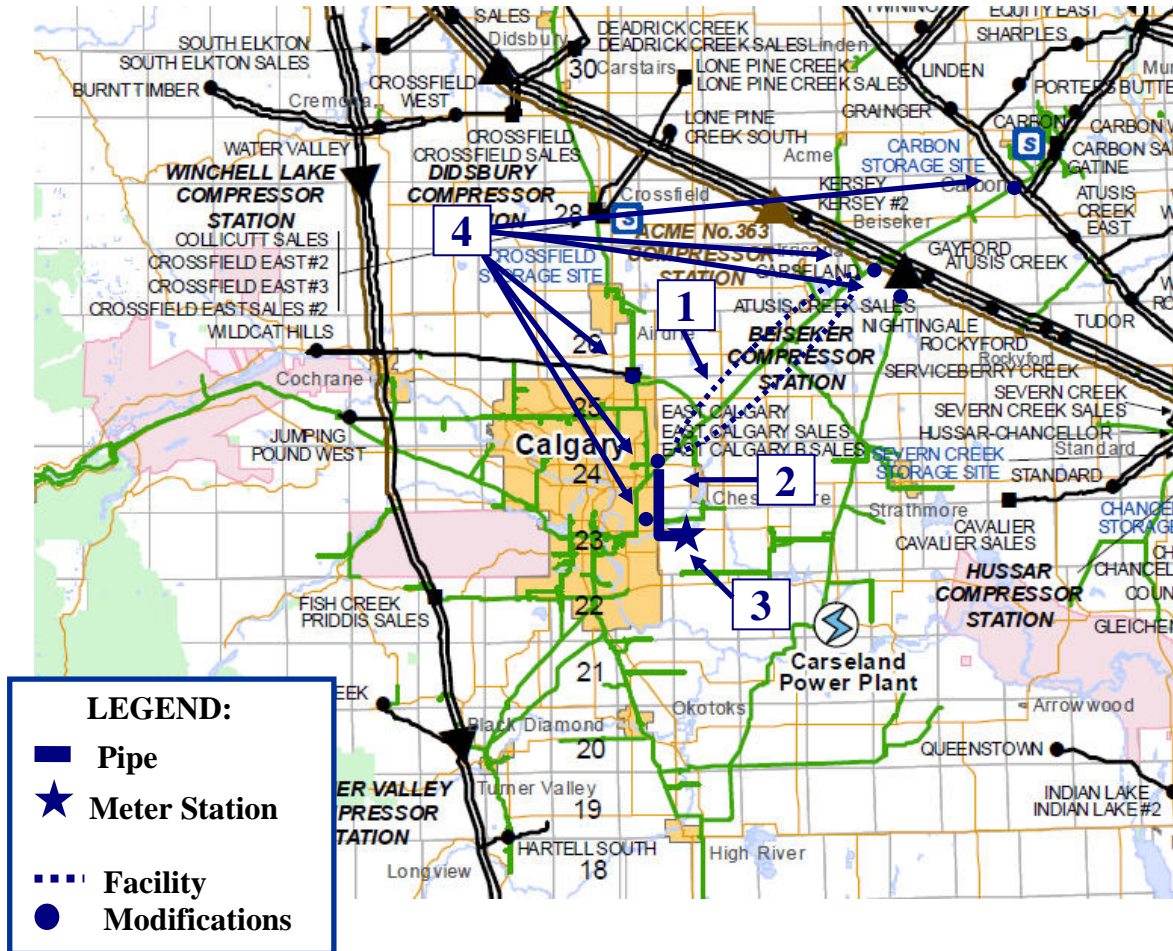 SALES
Didsbury
SOUTH ELKTON
SOUTH ELKTON SALES
BURNT TIMBER
Cremona
CROSSFIELD
WEST
30
DEADRICK CREEK
DEADRICK CREEK SALES
Linden
Carstairs
LONE PINE CREEK
LONE PINE CREEK SALES
LONE PINE
CREEK SOUTH
TWINING
EQUITY EAST
SHARPLES
LINDEN
GRAINGER
PORTERS BUTTE
CARBON
CARBON
STORAGE SITE
S
CARBON SA
GATINE
Carbon
ATUSIS
CREEK
EAST
WATER VALLEY
WINCHELL LAKE
COMPRESSOR
STATION
CROSSFIELD
CROSSFIELD SALES
DIDSBURY
COMPRESSOR
Crossfield
28
S
Acme
KERSEY
KERSEY #2
Beiseker
4
ACME No.363
COMPRESSOR
STATION
COLLICUTT SALES
CROSSFIELD EAST #2
CROSSFIELD EAST #3
CROSSFIELD EAST SALES #2
CROSSFIELD
STORAGE SITE
Irricana
CARSELAND
GAYFORD
ATUSIS CREEK
1
ATUSIS CREEK SALES
WILDCAT HILLS
26
Airdrie
BEISEKER
COMPRESSOR
STATION
NIGHTINGALE
ROCKYFORD
Rockyford
SERVICEBERRY CREEK
TUDOR
Cochrane
25
EAST CALGARY
EAST CALGARY SALES
EAST CALGARY B SALES
SEVERN CREEK
SEVERN CREEK SALES
HUSSAR-CHANCELLOR
Standard
JUMPING
POUND WEST
Calgary
24
2
SEVERN CREEK
STORAGE SITE
STANDARD
Strathmore
CAVALIER
CAVALIER SALES
23
3
HUSSAR
COMPRESSOR
STATION
FISH CREEK
PRIDDIS SALES
22
Carseland
Power Plant
21
Okotoks
Arrowwood
Black Diamond
20
QUEENSTOWN
Turner Valley
19
INDIAN LAKE
INDIAN LAKE #2
HARTELL SOUTH
High River
Longview
18
LEGEND:
Pipe
Meter Station
Facility
Modifications